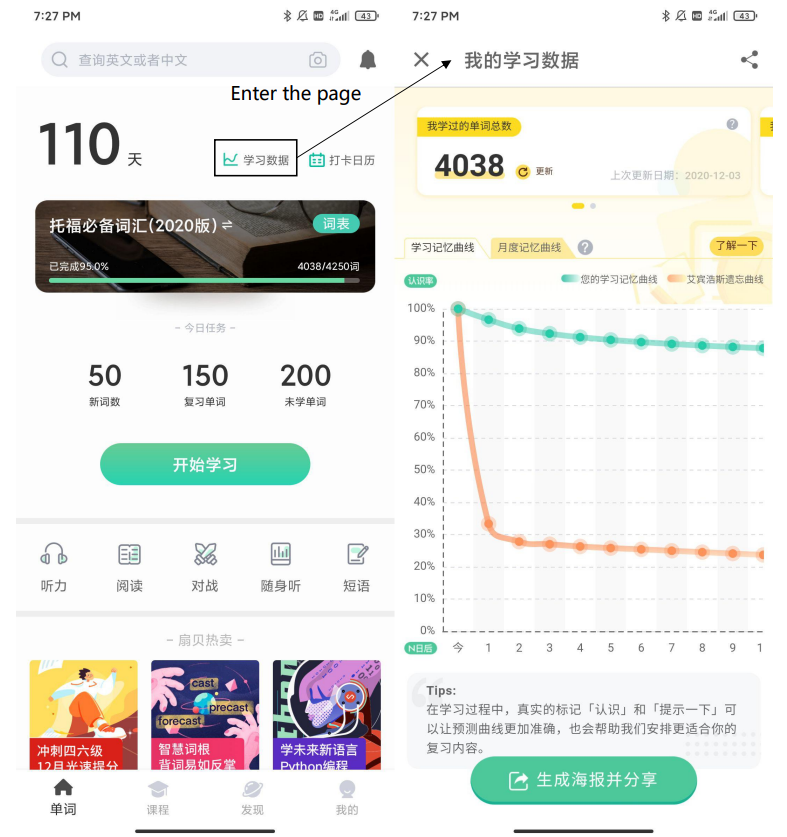 7:27 PM
HD 4G 43
查询英文或者中文
Enter the page
110 天
学习数据
打卡日历
托福必备词汇(2020版)
词表
已完成95.0%
4038/4250词
- 今日任务 -
50 150 200
新词数 复习单词 未学单词
开始学习
听力 阅读 对战 随身听 短语
- 扇贝热卖 -
冲刺四六级
12月光速提分
cast
precast
forecast
智慧词根
背词易如反掌
学未来新语言
Python编程
单词 课程 发现 我的
7:27 PM
HD 4G 43
我的学习数据
我学过的单词总数
?
4038 更新
上次更新日期：2020-12-03
学习记忆曲线 月度记忆曲线 ?
了解一下
认识率
您的学习记忆曲线 艾宾浩斯遗忘曲线
100%
90%
80%
70%
60%
50%
40%
30%
20%
10%
0%
N日后 今 1 2 3 4 5 6 7 8 9 1
Tips:
在学习过程中，真实的标记「认识」和「提示一下」可
以让预测曲线更加准确，也会帮助我们安排更适合你的
复习内容。
生成海报并分享